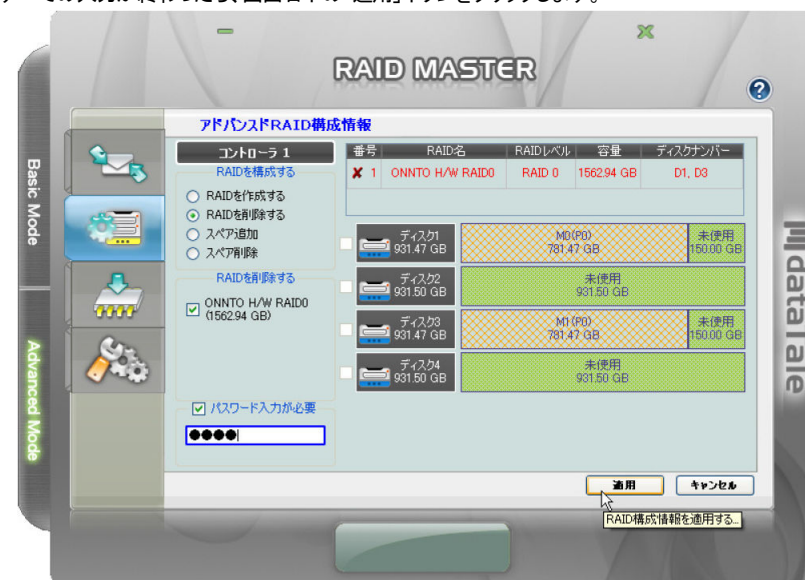 RAID MASTER
アドバンスドRAID構成情報
Basic Mode
Advanced Mode
コントローラ 1
RAIDを構成する
RAIDを作成する
RAIDを削除する
スペア追加
スペア削除
RAIDを削除する
ONNTO H/W RAID0
(1562.94 GB)
パスワード入力が必要
番号 RAID名 RAIDレベル 容量 ディスクナンバー
1 ONNTO H/W RAID0 RAID 0 1562.94 GB D1, D3
ディスク1
931.47 GB
M0(P0)
781.47 GB
未使用
150.00 GB
ディスク2
931.50 GB
未使用
931.50 GB
ディスク3
931.47 GB
M1(P0)
781.47 GB
未使用
150.00 GB
ディスク4
931.50 GB
未使用
931.50 GB
適用 キャンセル
RAID構成情報を適用する...
datatale